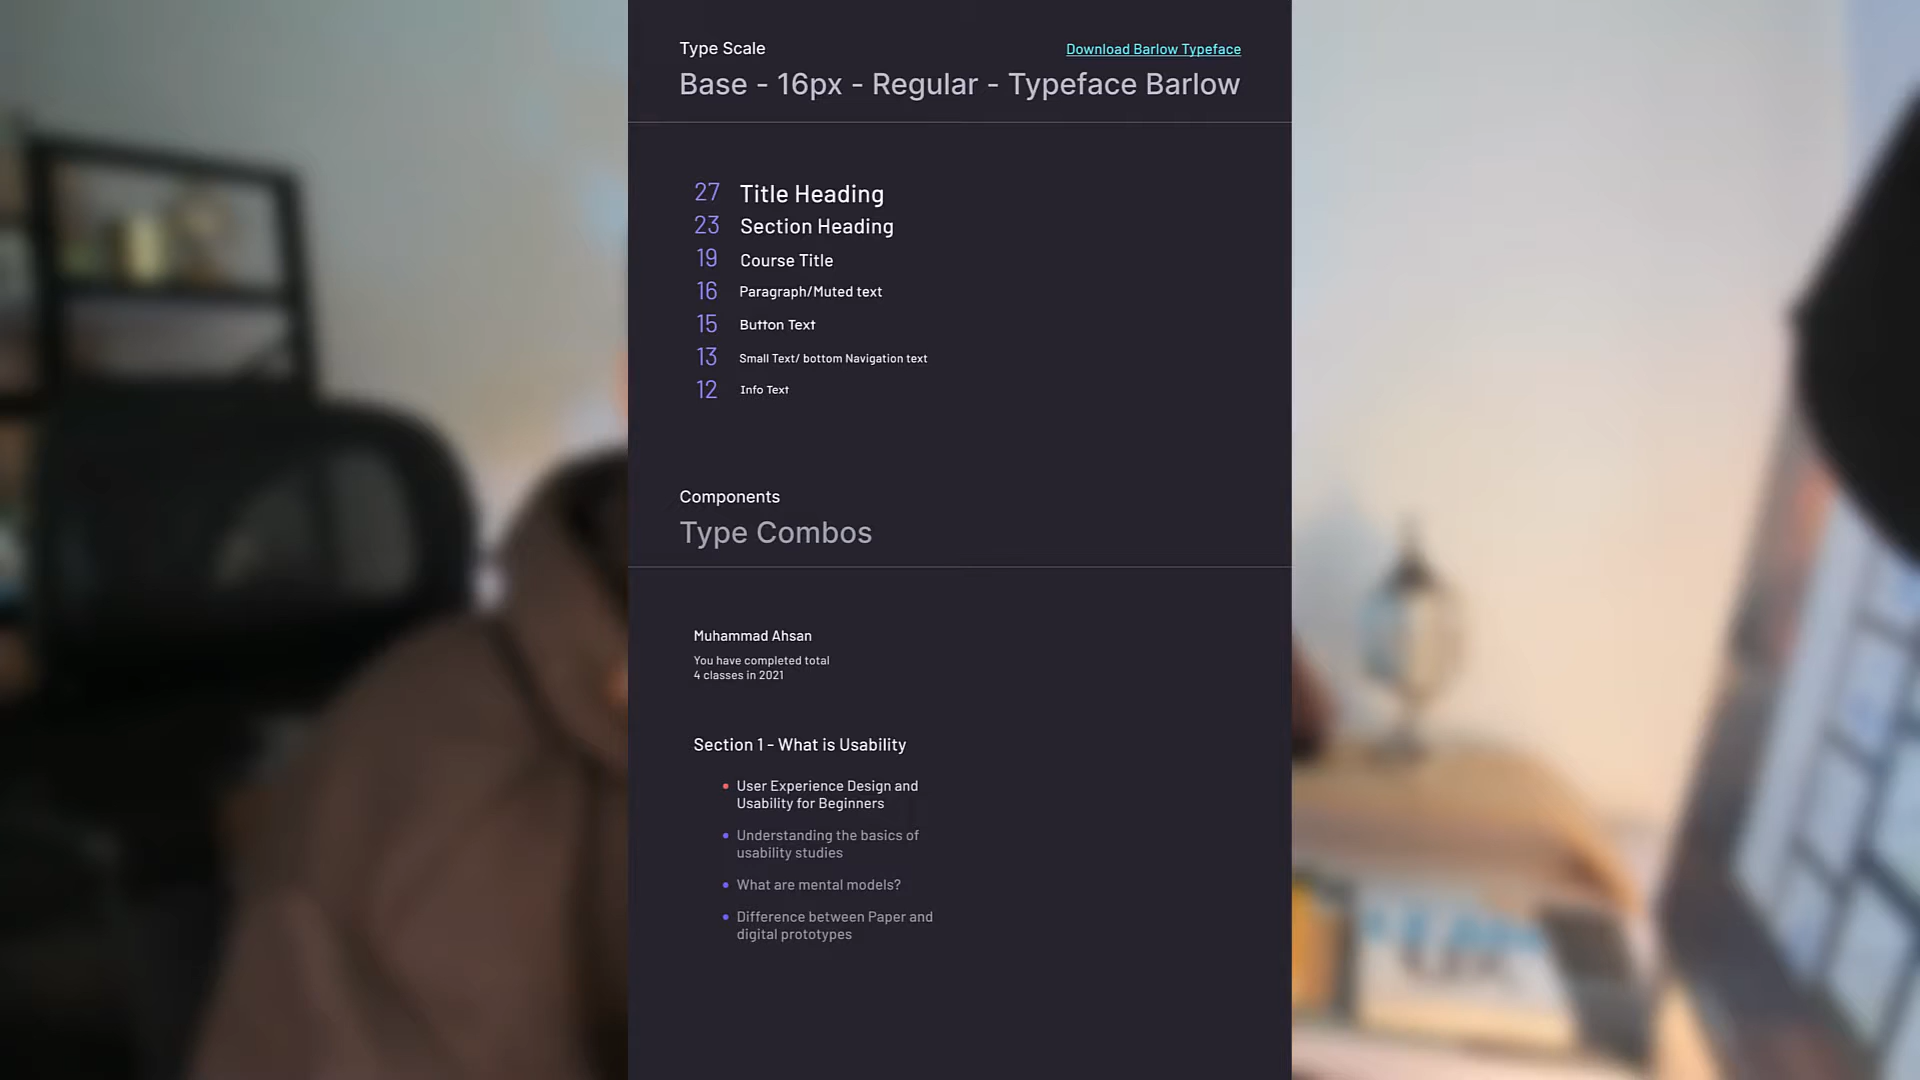 Type Scale
Download Barlow Typeface
Base - 16px - Regular - Typeface Barlow
27 Title Heading
23 Section Heading
19 Course Title
16 Paragraph/Muted text
15 Button Text
13 Small Text/ bottom Navigation text
12 Info Text
Components
Type Combos
Muhammad Ahsan
You have completed total
4 classes in 2021
Section 1 - What is Usability
User Experience Design and
Usability for Beginners
Understanding the basics of
usability studies
What are mental models?
Difference between Paper and
digital prototypes